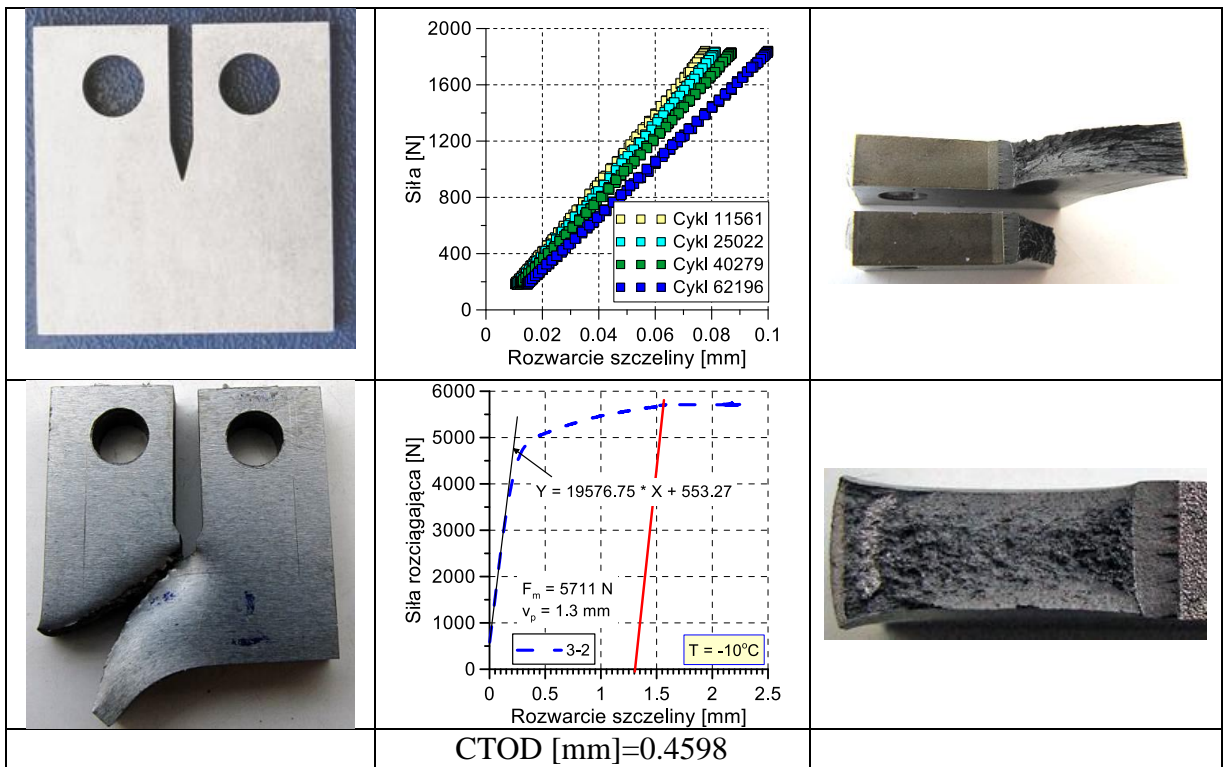 2000
1600
1200
800
400
0
Siła [N]
Cykl 11561
Cykl 25022
Cykl 40279
Cykl 62196
0 0.02 0.04 0.06 0.08 0.1
Rozwarcie szczeliny [mm]
6000
5000
4000
3000
2000
1000
0
Siła rozciągająca [N]
Y = 19576.75 * X + 553.27
Fm = 5711 N
vp = 1.3 mm
3-2
T = -10°C
0 0.5 1 1.5 2 2.5
Rozwarcie szczeliny [mm]
CTOD [mm]=0.4598